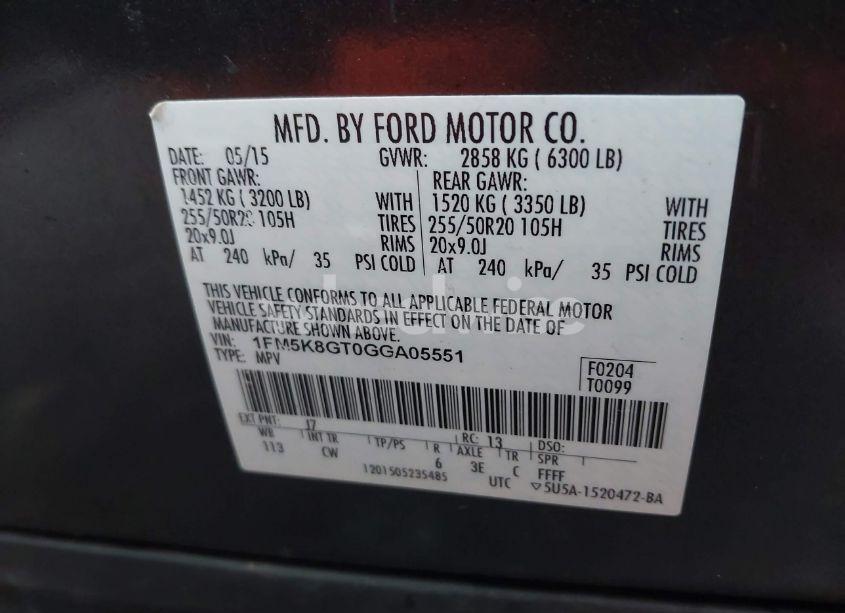 MFD. BY FORD MOTOR CO.
DATE: 05/15 GVWR: 2858 KG ( 6300 LB)
FRONT GAWR: REAR GAWR:
1452 KG ( 3200 LB) WITH 1520 KG ( 3350 LB) WITH
255/50R20 105H TIRES 255/50R20 105H TIRES
20x9.0J RIMS 20x9.0J RIMS
AT 240 kPa/ 35 PSI COLD AT 240 kPa/ 35 PSI COLD
THIS VEHICLE CONFORMS TO ALL APPLICABLE FEDERAL MOTOR
VEHICLE SAFETY STANDARDS IN EFFECT ON THE DATE OF
MANUFACTURE SHOWN ABOVE.
VIN: 1FM5K8GT0GGA05551
TYPE: MPV
F0204
T0099
EXT PNT: J7 RC: 13 DSO:
WB INT TR TP/PS R AXLE TR SPR
113 CW 6 3E C FFFF
1201505235485 UTC ▽5U5A-1520472-BA